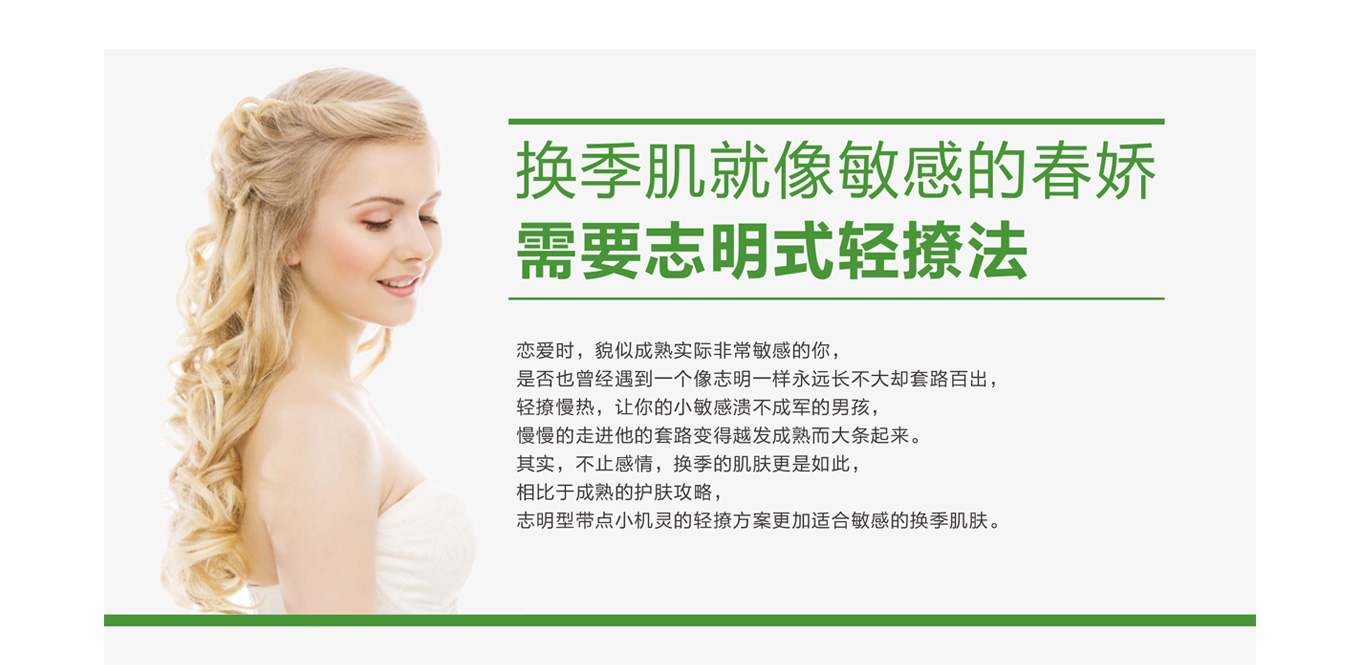 换季肌就像敏感的春娇
需要志明式轻撩法
恋爱时，貌似成熟实际非常敏感的你，
是否也曾经遇到一个像志明一样永远长不大却套路百出，
轻撩慢热，让你的小敏感溃不成军的男孩，
慢慢的走进他的套路变得越发成熟而大条起来。
其实，不止感情，换季的肌肤更是如此，
相比于成熟的护肤攻略，
志明型带点小机灵的轻撩方案更加适合敏感的换季肌肤。